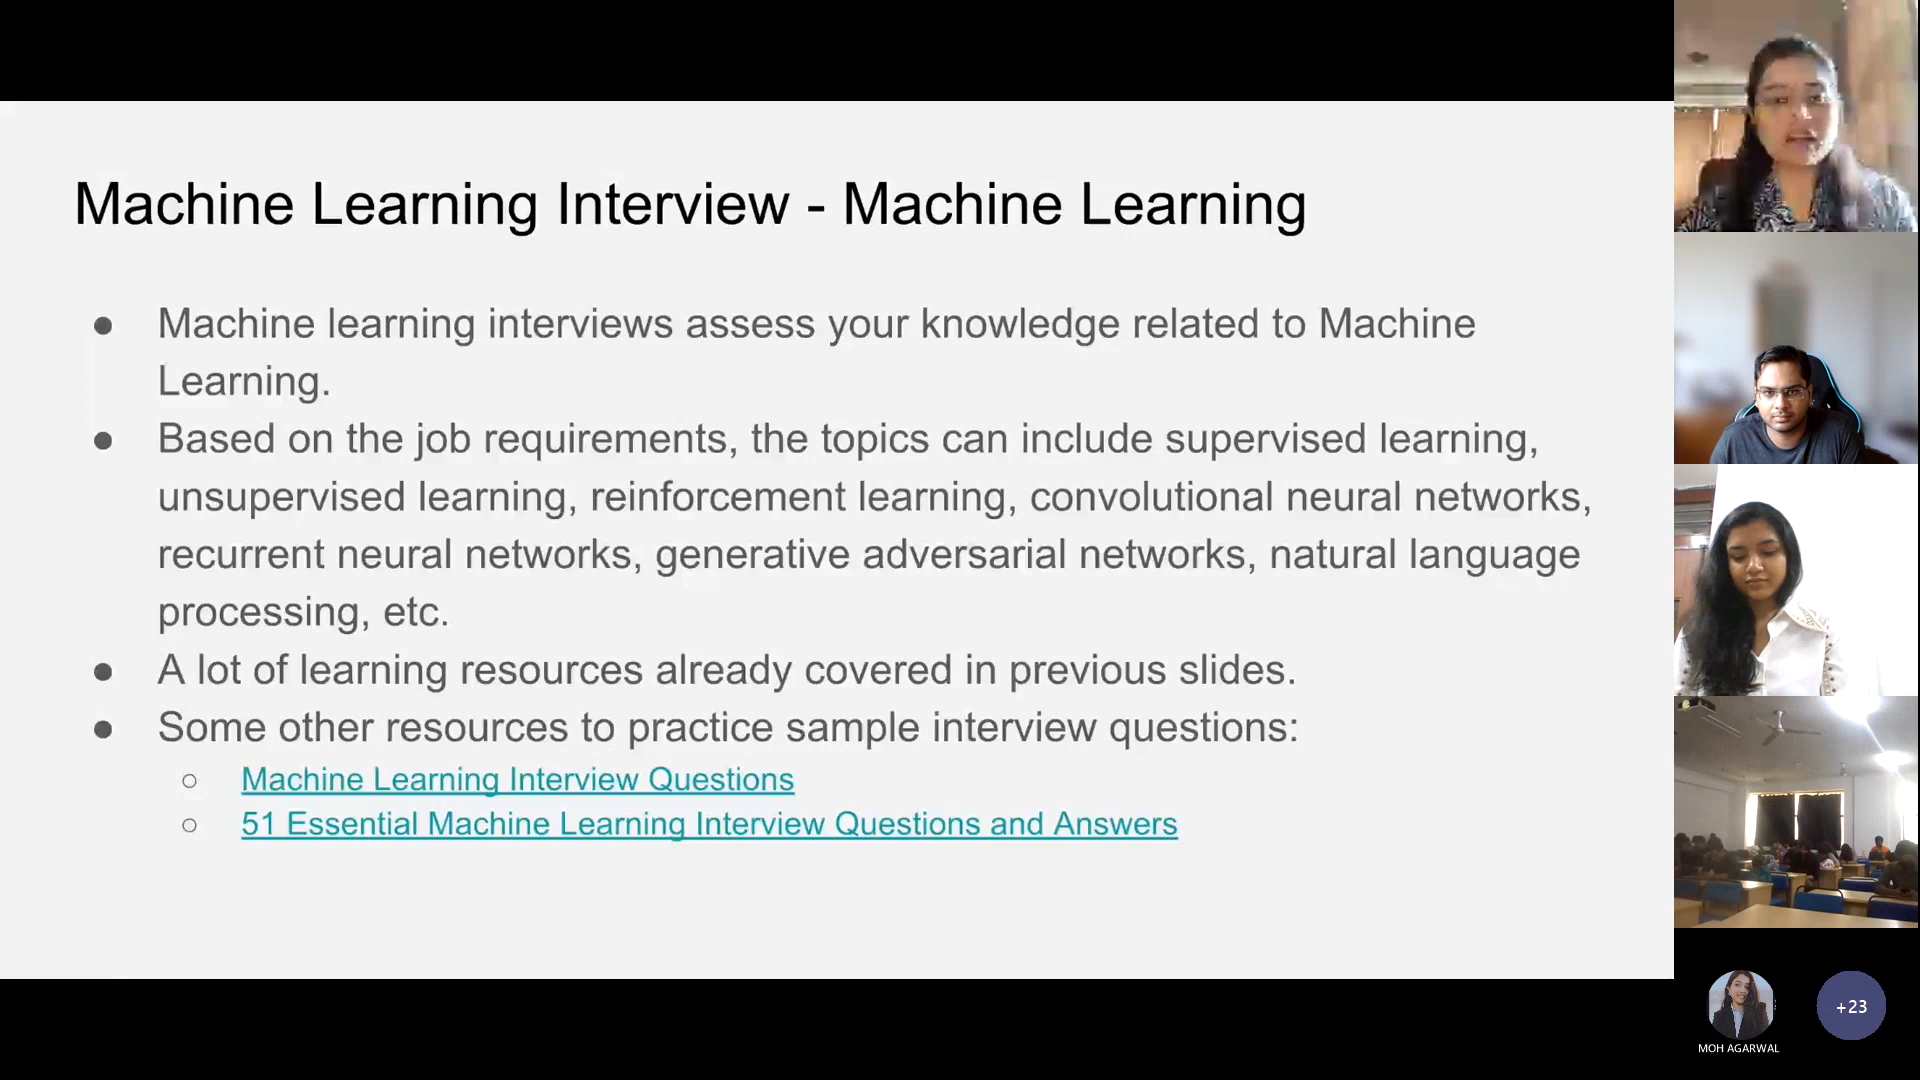 Machine Learning Interview - Machine Learning
● Machine learning interviews assess your knowledge related to Machine
Learning.
● Based on the job requirements, the topics can include supervised learning,
unsupervised learning, reinforcement learning, convolutional neural networks,
recurrent neural networks, generative adversarial networks, natural language
processing, etc.
● A lot of learning resources already covered in previous slides.
● Some other resources to practice sample interview questions:
○ Machine Learning Interview Questions
○ 51 Essential Machine Learning Interview Questions and Answers
+23
MOH AGARWAL